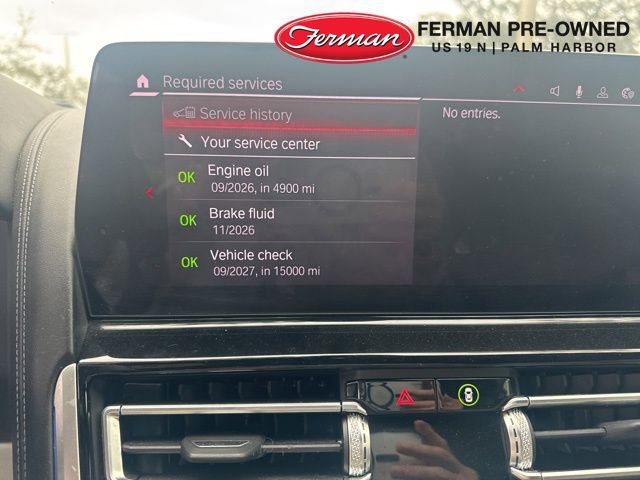 Ferman
FERMAN PRE-OWNED
US 19 N | PALM HARBOR
Required services
Service history
No entries.
Your service center
OK Engine oil
09/2026, in 4900 mi
OK Brake fluid
11/2026
OK Vehicle check
09/2027, in 15000 mi